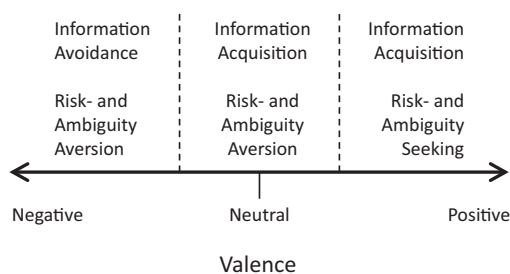 Information
Avoidance
Risk- and
Ambiguity
Aversion
Information
Acquisition
Risk- and
Ambiguity
Aversion
Information
Acquisition
Risk- and
Ambiguity
Seeking
Negative
Neutral
Positive
Valence